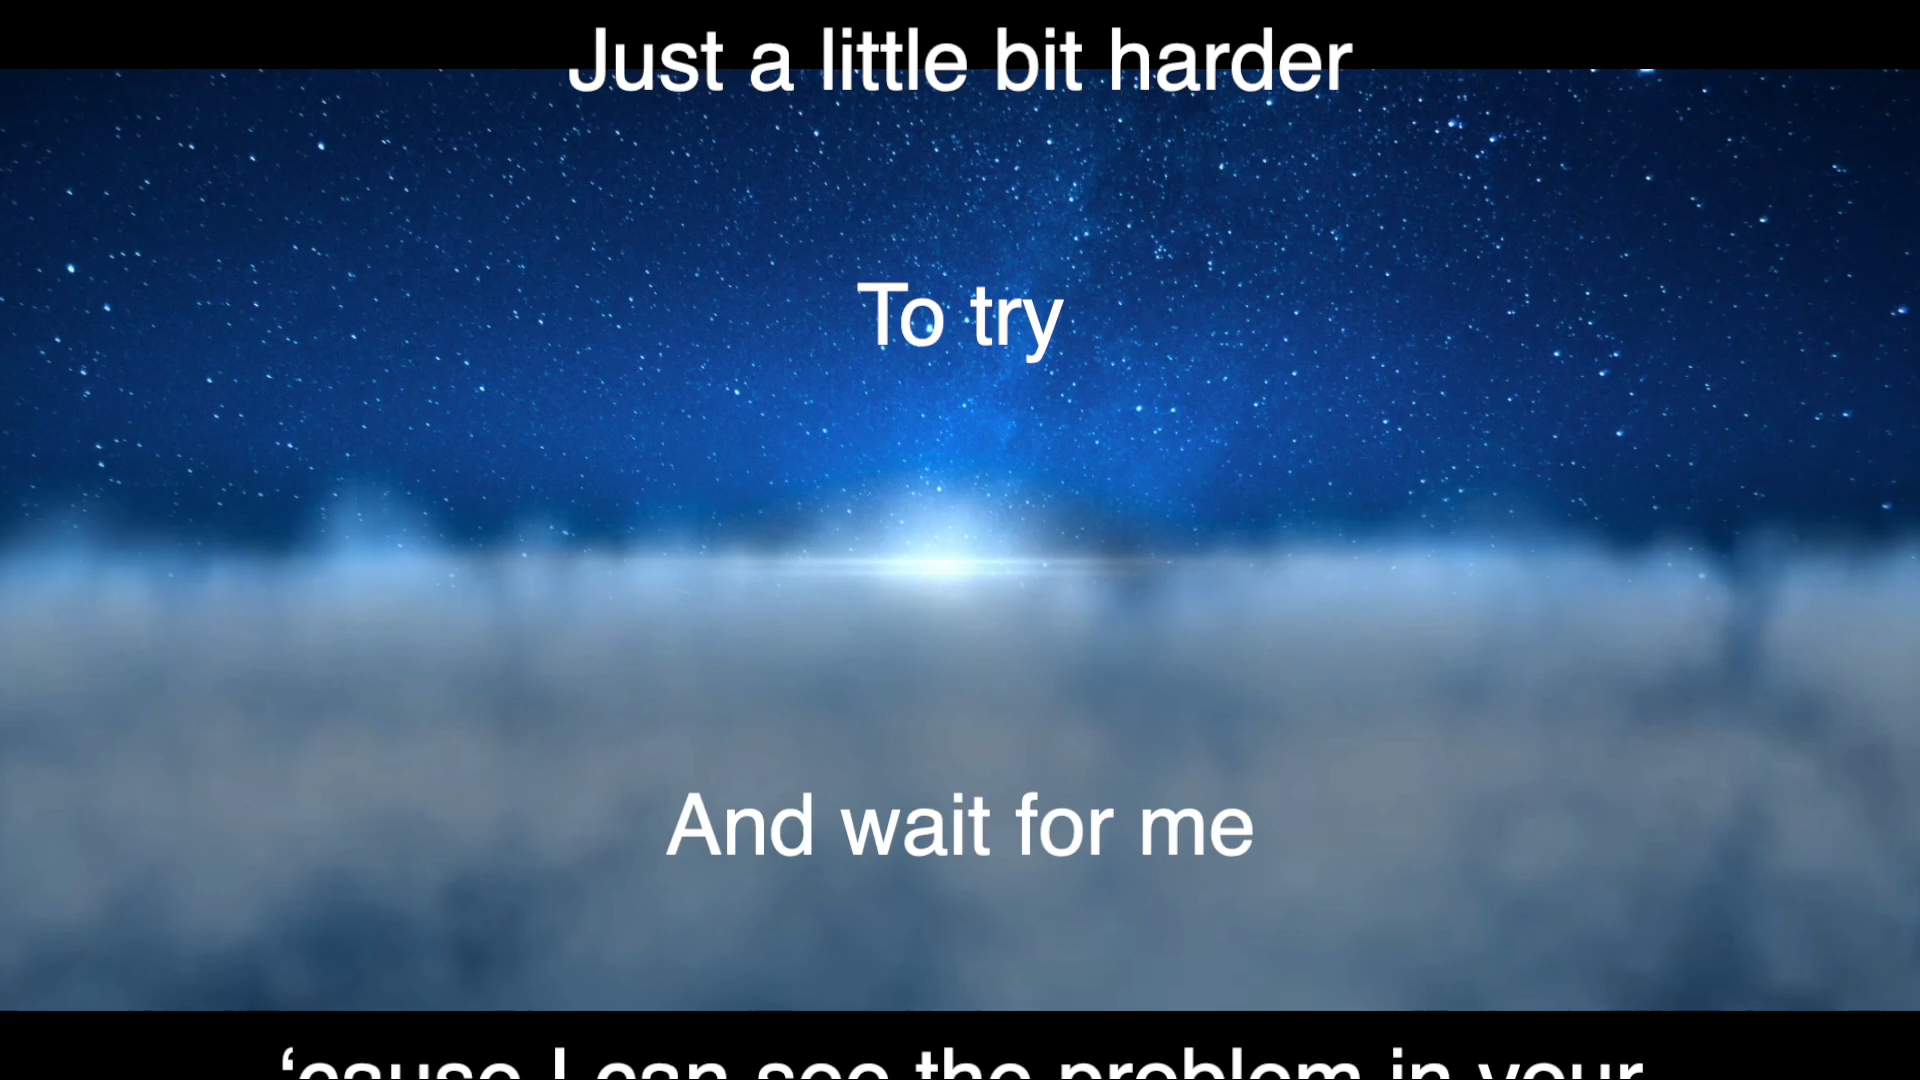 Just a little bit harder
To try
And wait for me
‘cause I can see the problem in your